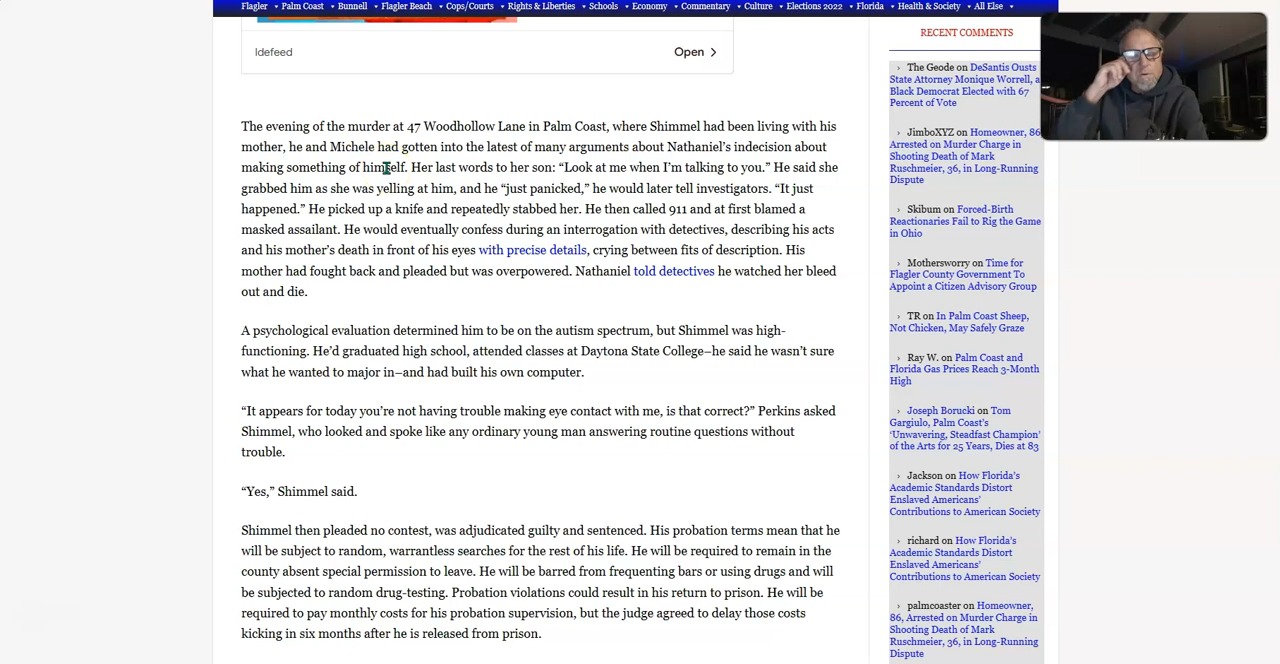 Flagler Palm Coast Bunnell Flagler Beach Cops/Courts Rights & Liberties Schools Economy Commentary Culture Elections 2022 Florida Health & Society All Else
Idefeed
Open
The evening of the murder at 47 Woodhollow Lane in Palm Coast, where Shimmel had been living with his
mother, he and Michele had gotten into the latest of many arguments about Nathaniel’s indecision about
making something of himself. Her last words to her son: “Look at me when I’m talking to you.” He said she
grabbed him as she was yelling at him, and he “just panicked,” he would later tell investigators. “It just
happened.” He picked up a knife and repeatedly stabbed her. He then called 911 and at first blamed a
masked assailant. He would eventually confess during an interrogation with detectives, describing his acts
and his mother’s death in front of his eyes with precise details, crying between fits of description. His
mother had fought back and pleaded but was overpowered. Nathaniel told detectives he watched her bleed
out and die.
A psychological evaluation determined him to be on the autism spectrum, but Shimmel was high-
functioning. He’d graduated high school, attended classes at Daytona State College–he said he wasn’t sure
what he wanted to major in–and had built his own computer.
“It appears for today you’re not having trouble making eye contact with me, is that correct?” Perkins asked
Shimmel, who looked and spoke like any ordinary young man answering routine questions without
trouble.
“Yes,” Shimmel said.
Shimmel then pleaded no contest, was adjudicated guilty and sentenced. His probation terms mean that he
will be subject to random, warrantless searches for the rest of his life. He will be required to remain in the
county absent special permission to leave. He will be barred from frequenting bars or using drugs and will
be subjected to random drug-testing. Probation violations could result in his return to prison. He will be
required to pay monthly costs for his probation supervision, but the judge agreed to delay those costs
kicking in six months after he is released from prison.
RECENT COMMENTS
› The Geode on DeSantis Ousts
State Attorney Monique Worrell, a
Black Democrat Elected with 67
Percent of Vote
› JimboXYZ on Homeowner, 86
Arrested on Murder Charge in
Shooting Death of Mark
Ruschmeier, 36, in Long-Running
Dispute
› Skibum on Forced-Birth
Reactionaries Fail to Rig the Game
in Ohio
› Mothersworry on Time for
Flagler County Government To
Appoint a Citizen Advisory Group
› TR on In Palm Coast Sheep,
Not Chicken, May Safely Graze
› Ray W. on Palm Coast and
Florida Gas Prices Reach 3-Month
High
› Joseph Borucki on Tom
Gargiulo, Palm Coast’s
‘Unwavering, Steadfast Champion’
of the Arts for 25 Years, Dies at 83
› Jackson on How Florida’s
Academic Standards Distort
Enslaved Americans’
Contributions to American Society
› richard on How Florida’s
Academic Standards Distort
Enslaved Americans’
Contributions to American Society
› palmcoaster on Homeowner,
86, Arrested on Murder Charge in
Shooting Death of Mark
Ruschmeier, 36, in Long-Running
Dispute